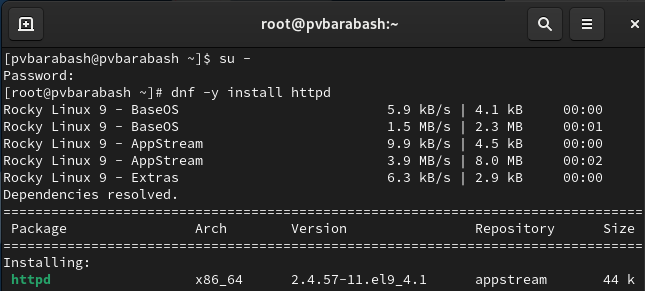 root@pvbarabash:~
[pvbarabash@pvbarabash ~]$ su -
Password:
[root@pvbarabash ~]# dnf -y install httpd
Rocky Linux 9 - BaseOS 5.9 kB/s | 4.1 kB 00:00
Rocky Linux 9 - BaseOS 1.5 MB/s | 2.3 MB 00:01
Rocky Linux 9 - AppStream 9.9 kB/s | 4.5 kB 00:00
Rocky Linux 9 - AppStream 3.9 MB/s | 8.0 MB 00:02
Rocky Linux 9 - Extras 6.3 kB/s | 2.9 kB 00:00
Dependencies resolved.
================================================================================
Package Arch Version Repository Size
================================================================================
Installing:
httpd x86_64 2.4.57-11.el9_4.1 appstream 44 k